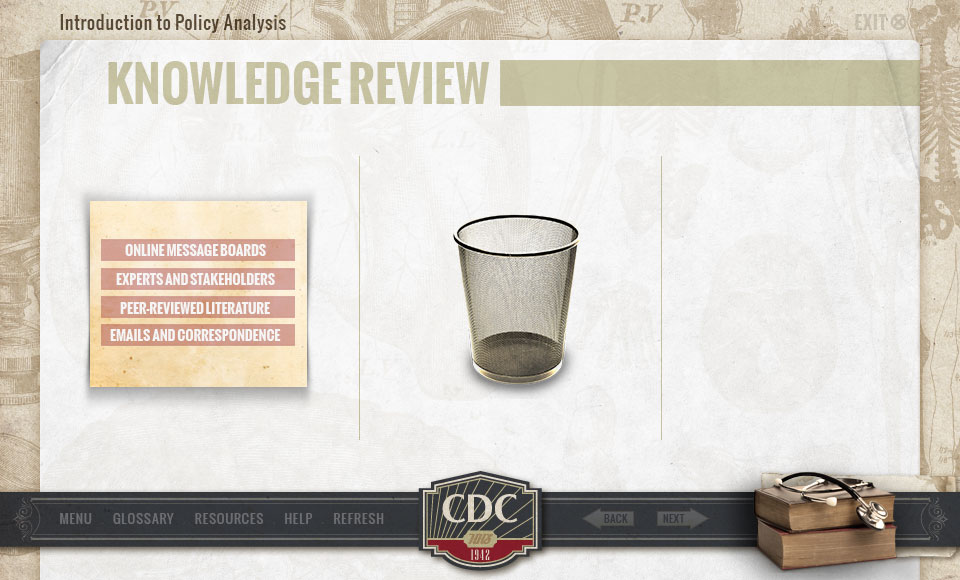 Introduction to Policy Analysis
EXIT
KNOWLEDGE REVIEW
ONLINE MESSAGE BOARDS
EXPERTS AND STAKEHOLDERS
PEER-REVIEWED LITERATURE
EMAILS AND CORRESPONDENCE
MENU
GLOSSARY
RESOURCES
HELP
REFRESH
CDC
1942
BACK
NEXT
P.V
R.A
L.L